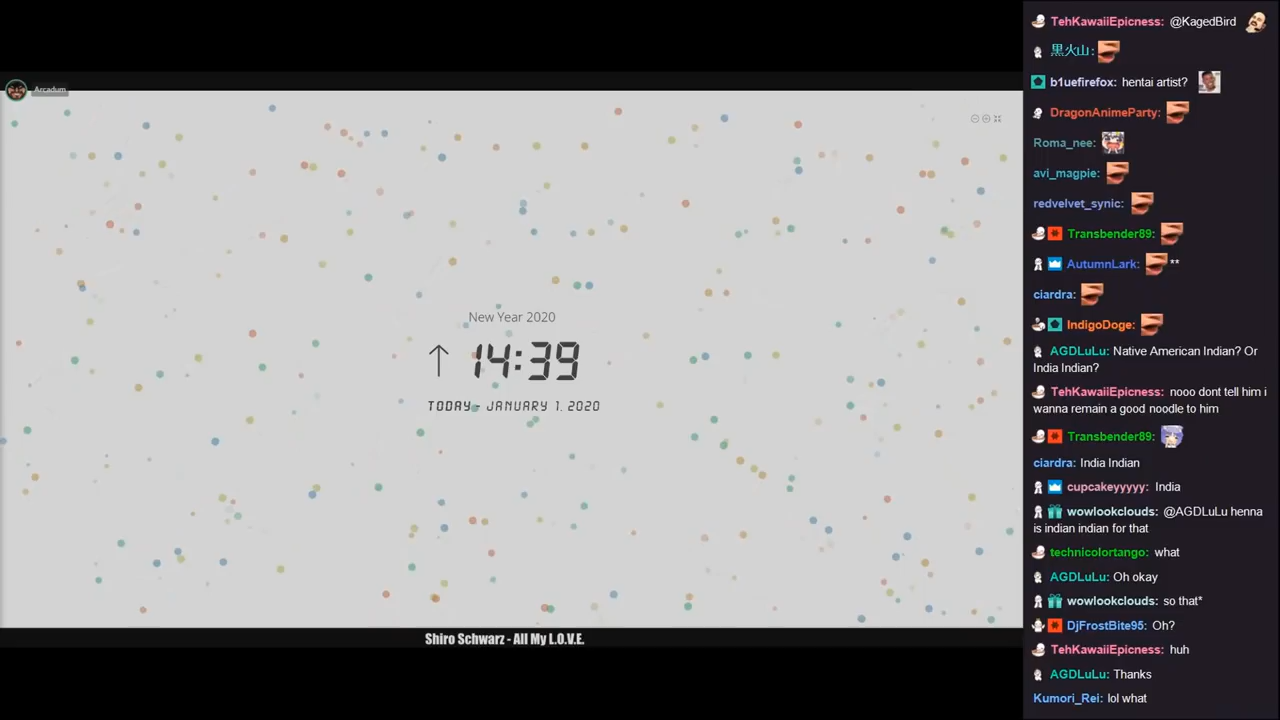 Arcadum
New Year 2020
14:39
TODAY - JANUARY 1, 2020
Shiro Schwarz - All My L.O.V.E.
TehKawaiiEpicness: @KagedBird
黒火山:
b1uefirefox: hentai artist?
DragonAnimeParty:
Roma_nee:
avi_magpie:
redvelvet_synic:
Transbender89:
AutumnLark: **
ciardra:
IndigoDoge:
AGDLuLu: Native American Indian? Or
India Indian?
TehKawaiiEpicness: nooo dont tell him i
wanna remain a good noodle to him
Transbender89:
ciardra: India Indian
cupcakeyyyyy: India
wowlookclouds: @AGDLuLu henna
is indian indian for that
technicolortango: what
AGDLuLu: Oh okay
wowlookclouds: so that*
DjFrostBite95: Oh?
TehKawaiiEpicness: huh
AGDLuLu: Thanks
Kumori_Rei: lol what